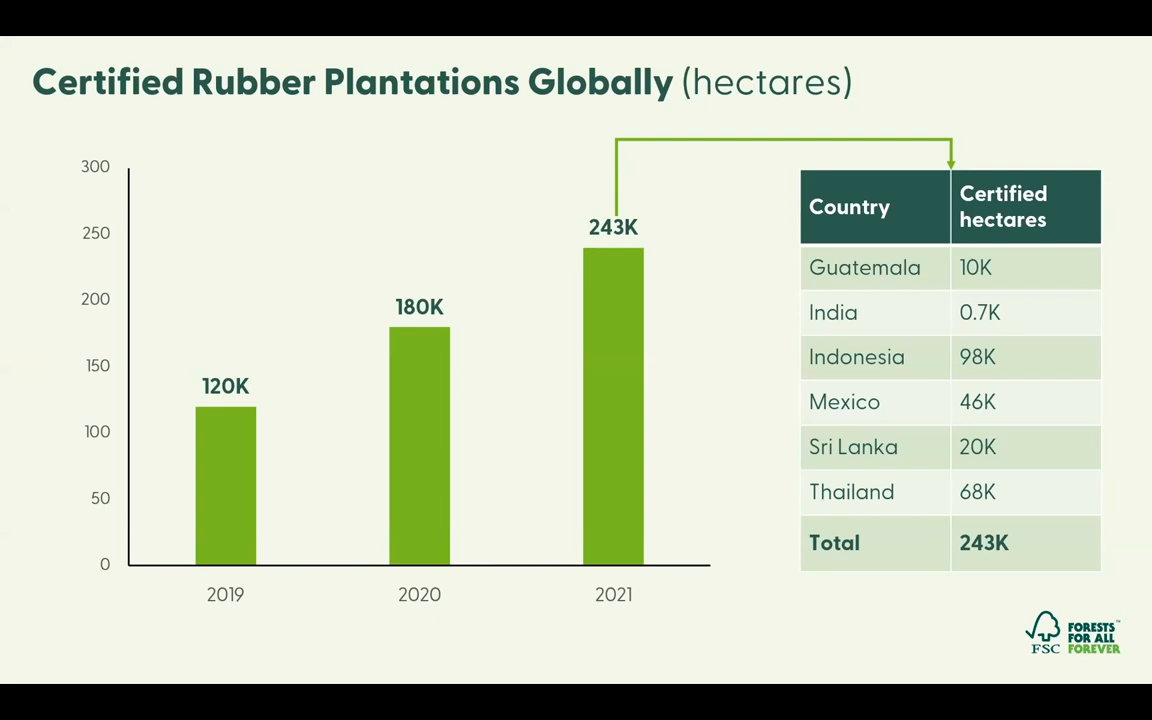 Certified Rubber Plantations Globally (hectares)
300
250
200
150
100
50
0
120K
180K
243K
2019
2020
2021
Country Certified hectares
Guatemala 10K
India 0.7K
Indonesia 98K
Mexico 46K
Sri Lanka 20K
Thailand 68K
Total 243K
FSC
FORESTS™
FOR ALL
FOREVER